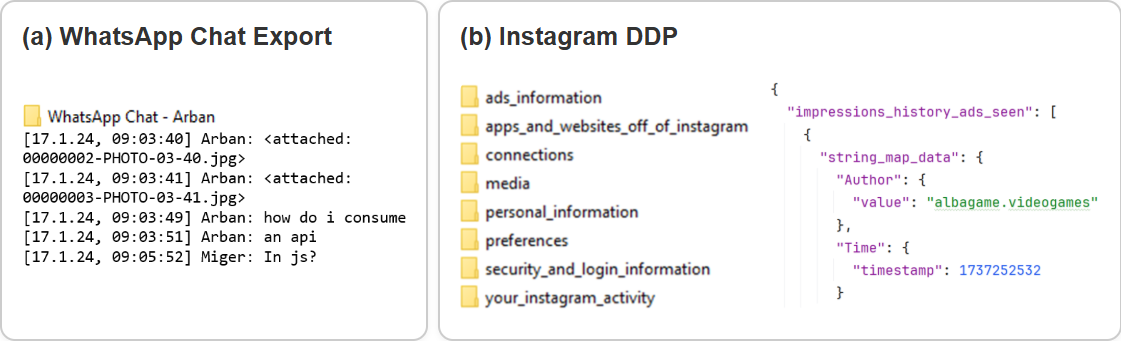 (a) WhatsApp Chat Export
WhatsApp Chat - Arban
[17.1.24, 09:03:40] Arban: <attached:
00000002-PHOTO-03-40.jpg>
[17.1.24, 09:03:41] Arban: <attached:
00000003-PHOTO-03-41.jpg>
[17.1.24, 09:03:49] Arban: how do i consume
[17.1.24, 09:03:51] Arban: an api
[17.1.24, 09:05:52] Miger: In js?
(b) Instagram DDP
ads_information
apps_and_websites_off_of_instagram
connections
media
personal_information
preferences
security_and_login_information
your_instagram_activity
{
"impressions_history_ads_seen": [
{
"string_map_data": {
"Author": {
"value": "albagame.videogames"
},
"Time": {
"timestamp": 1737252532
}